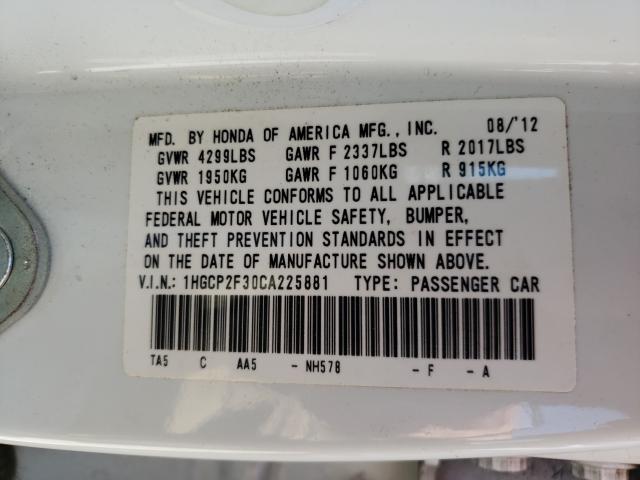 MFD. BY HONDA OF AMERICA MFG., INC. 08/'12
GVWR 4299LBS GAWR F 2337LBS R 2017LBS
GVWR 1950KG GAWR F 1060KG R 915KG
THIS VEHICLE CONFORMS TO ALL APPLICABLE
FEDERAL MOTOR VEHICLE SAFETY, BUMPER,
AND THEFT PREVENTION STANDARDS IN EFFECT
ON THE DATE OF MANUFACTURE SHOWN ABOVE.
V.I.N.: 1HGCP2F30CA225881 TYPE: PASSENGER CAR
TA5 C AA5 - NH578 - F - A